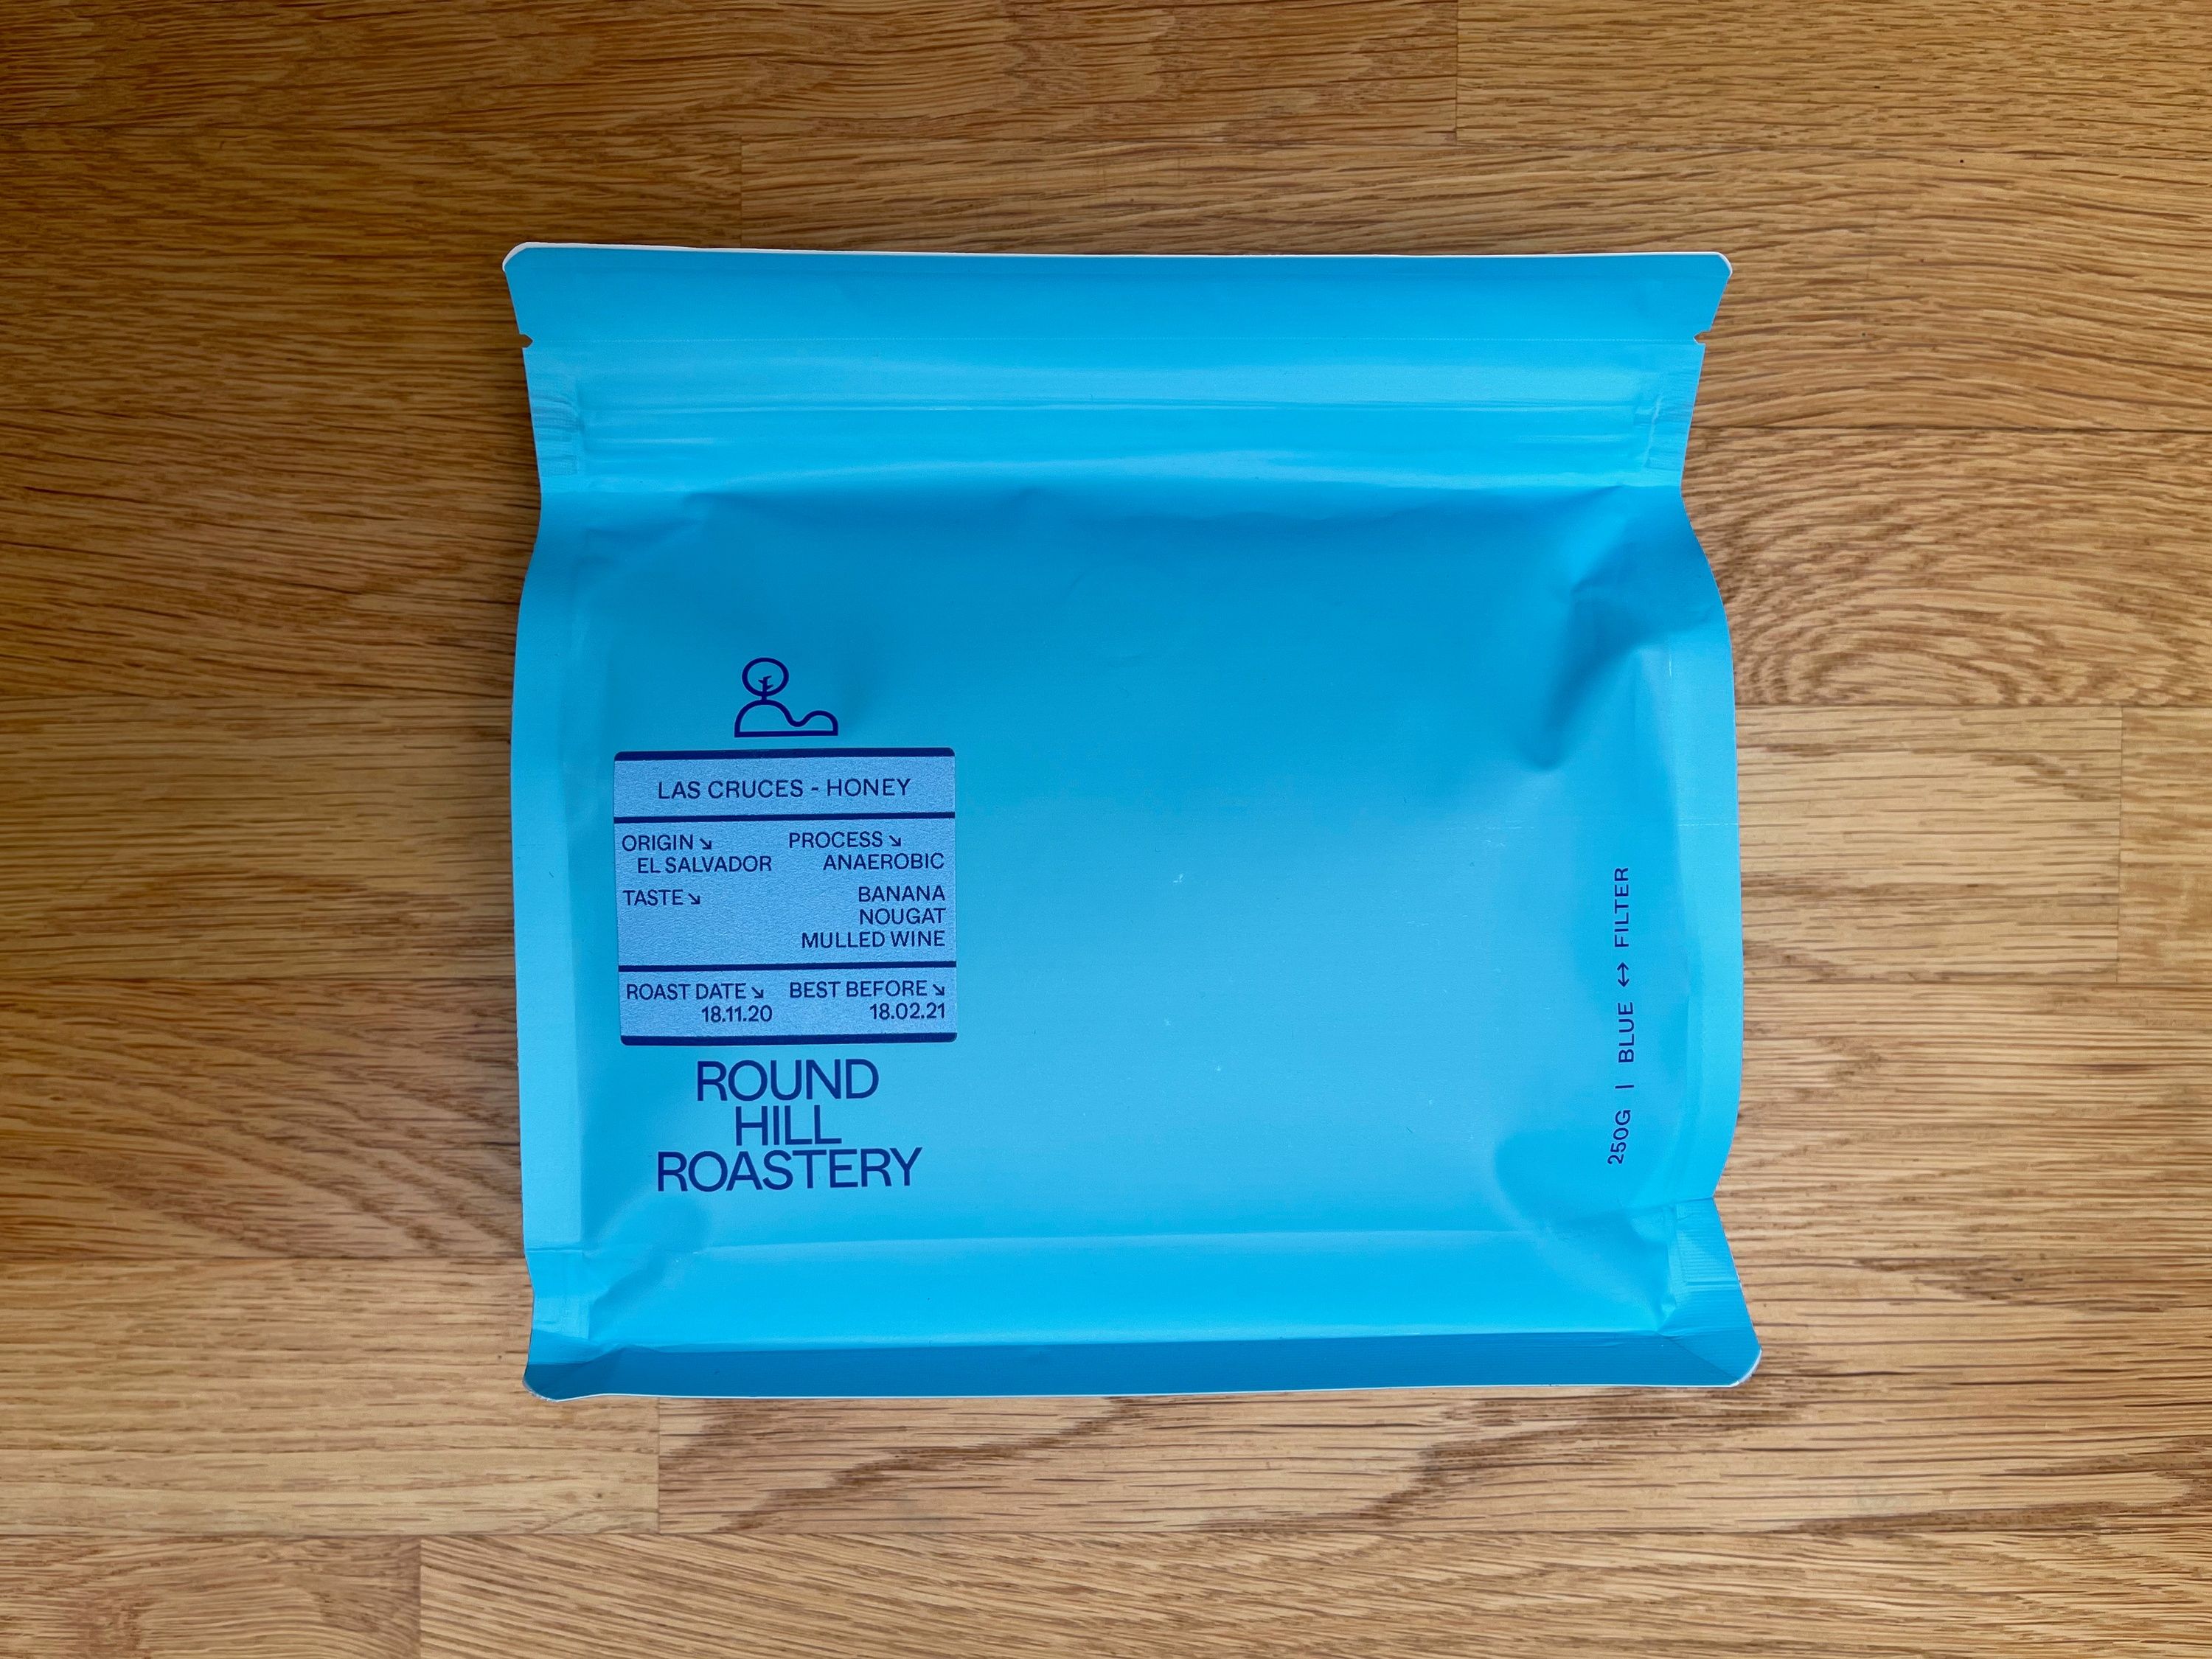 LAS CRUCES - HONEY
ORIGIN↘ PROCESS↘
EL SALVADOR ANAEROBIC
TASTE↘ BANANA
NOUGAT
MULLED WINE
ROAST DATE↘ BEST BEFORE↘
18.11.20 18.02.21
ROUND
HILL
ROASTERY
250G | BLUE ↔ FILTER